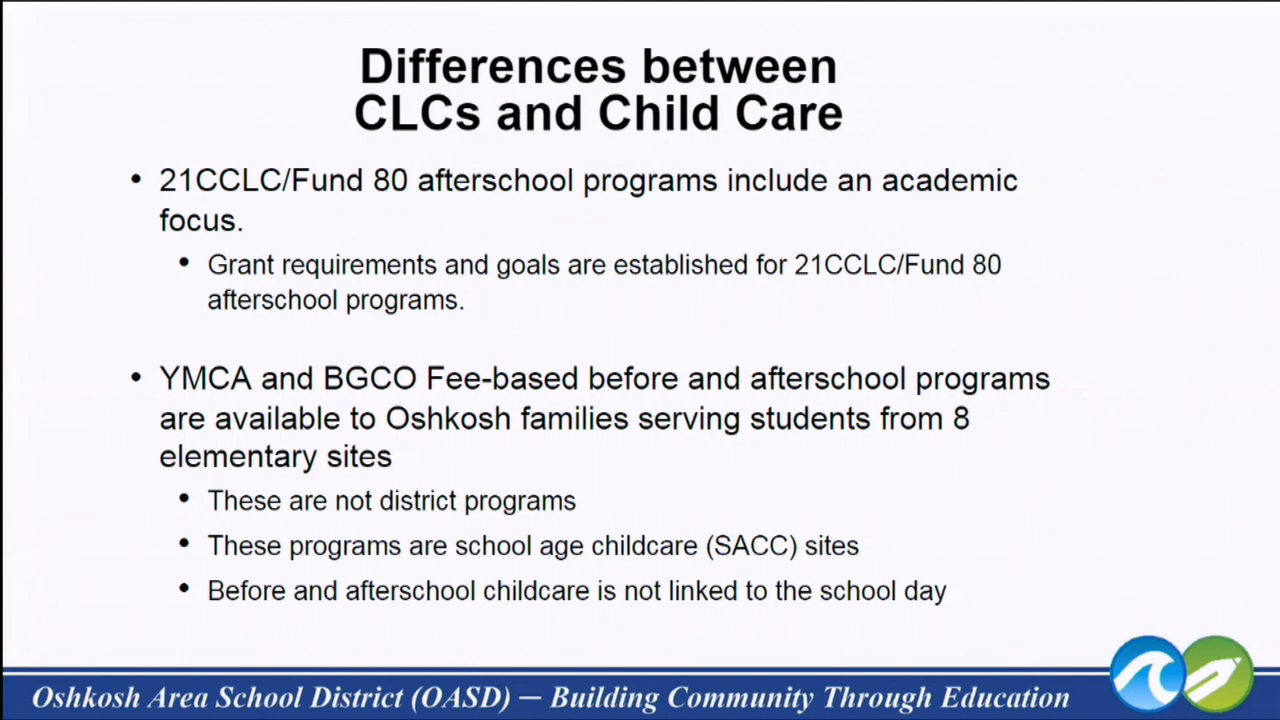 Differences between
CLCs and Child Care
• 21CCLC/Fund 80 afterschool programs include an academic
focus.
• Grant requirements and goals are established for 21CCLC/Fund 80
afterschool programs.
• YMCA and BGCO Fee-based before and afterschool programs
are available to Oshkosh families serving students from 8
elementary sites
• These are not district programs
• These programs are school age childcare (SACC) sites
• Before and afterschool childcare is not linked to the school day
Oshkosh Area School District (OASD) — Building Community Through Education